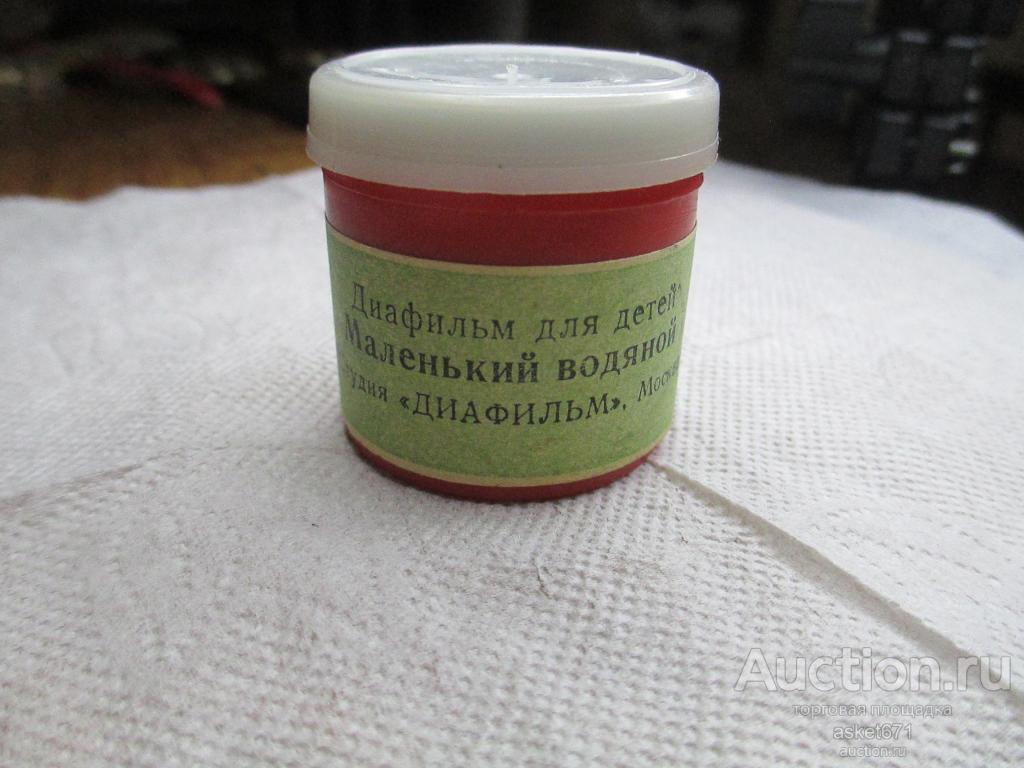 Диафильм для детей
Маленький водяной
«ДИАФИЛЬМ»,
Auction.ru
торговая площадка
asket671
auction.ru